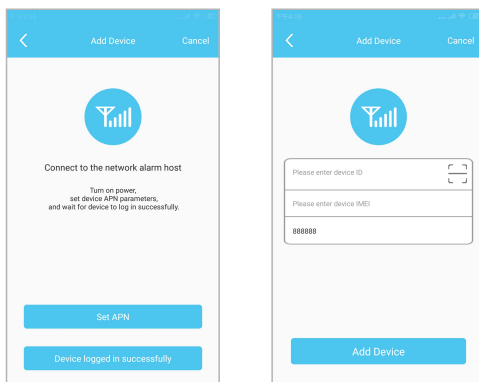 Add Device
Cancel
Connect to the network alarm host
Turn on power,
set device APN parameters,
and wait for device to log in successfully.
Set APN
Device logged in successfully
Add Device
Cancel
Please enter device ID
Please enter device IMEI
888888
Add Device